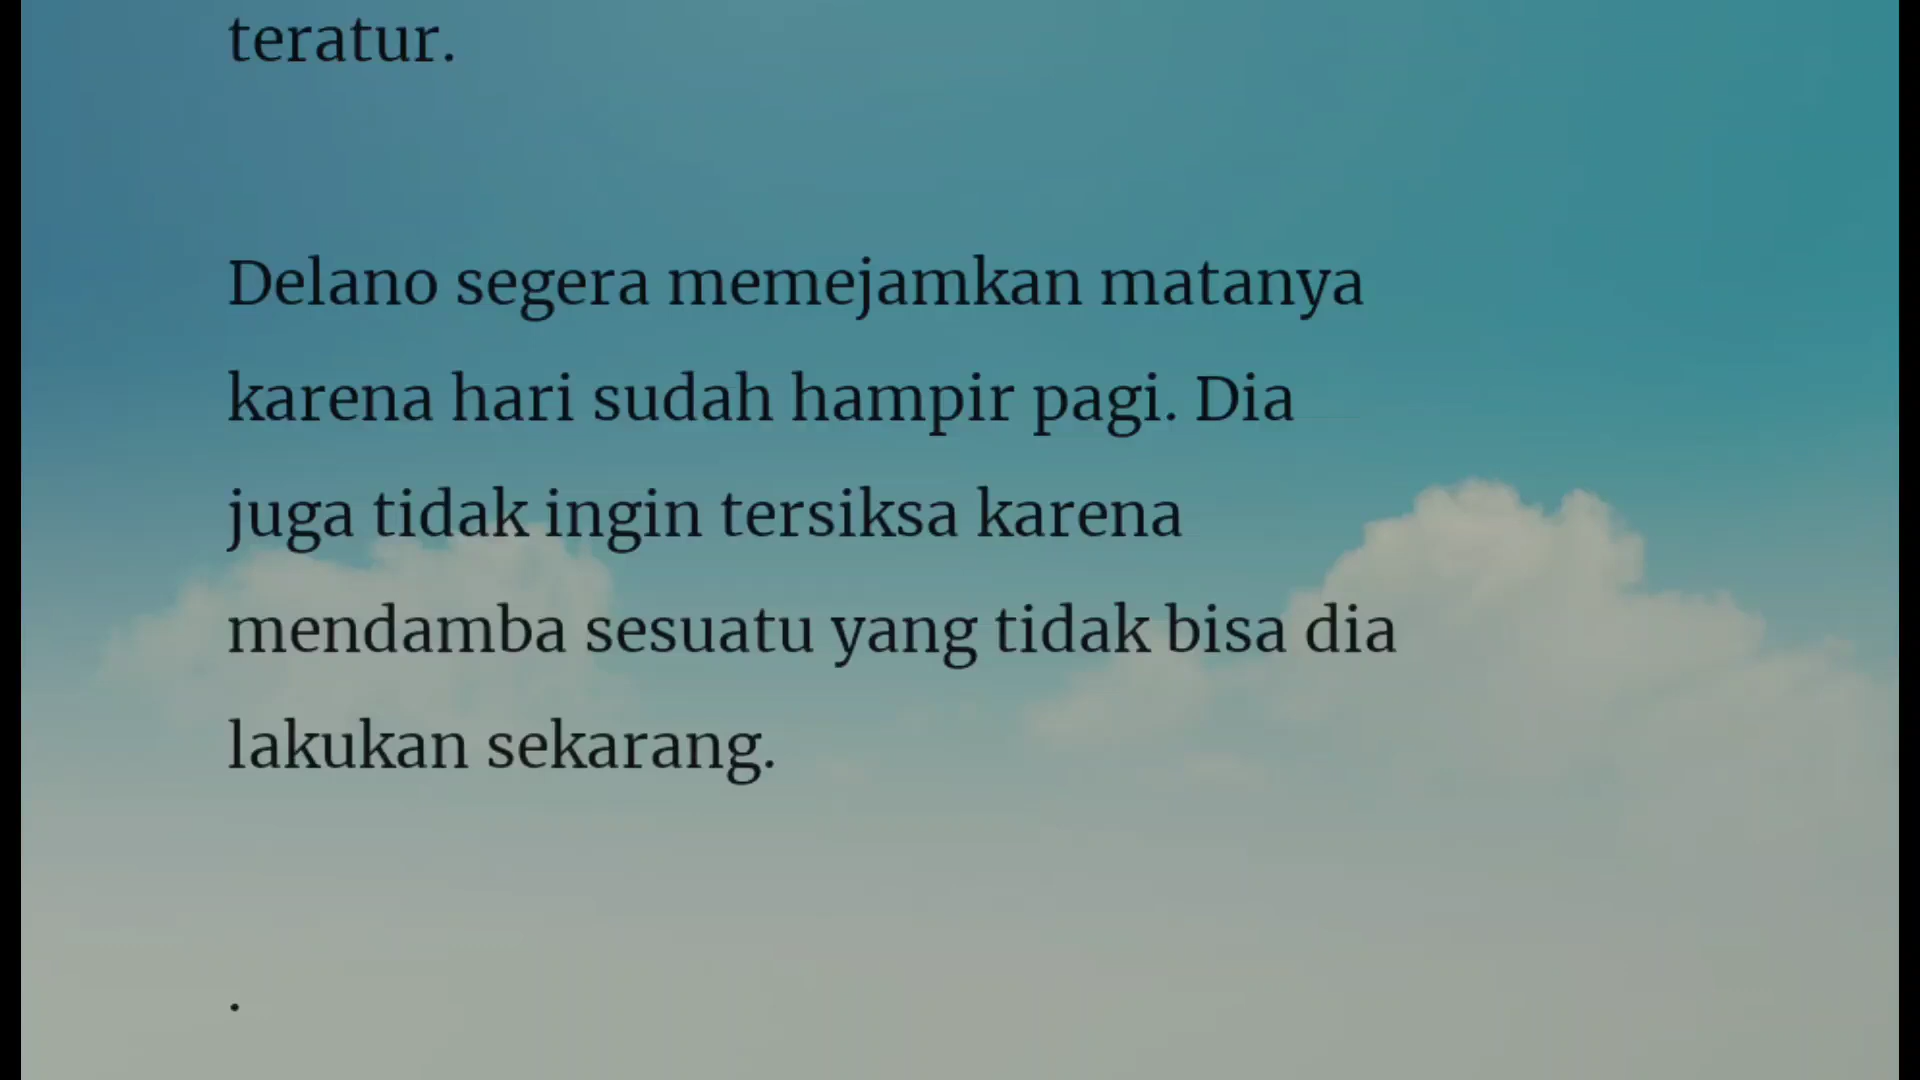 teratur.
Delano segera memejamkan matanya
karena hari sudah hampir pagi. Dia
juga tidak ingin tersiksa karena
mendamba sesuatu yang tidak bisa dia
lakukan sekarang.
.